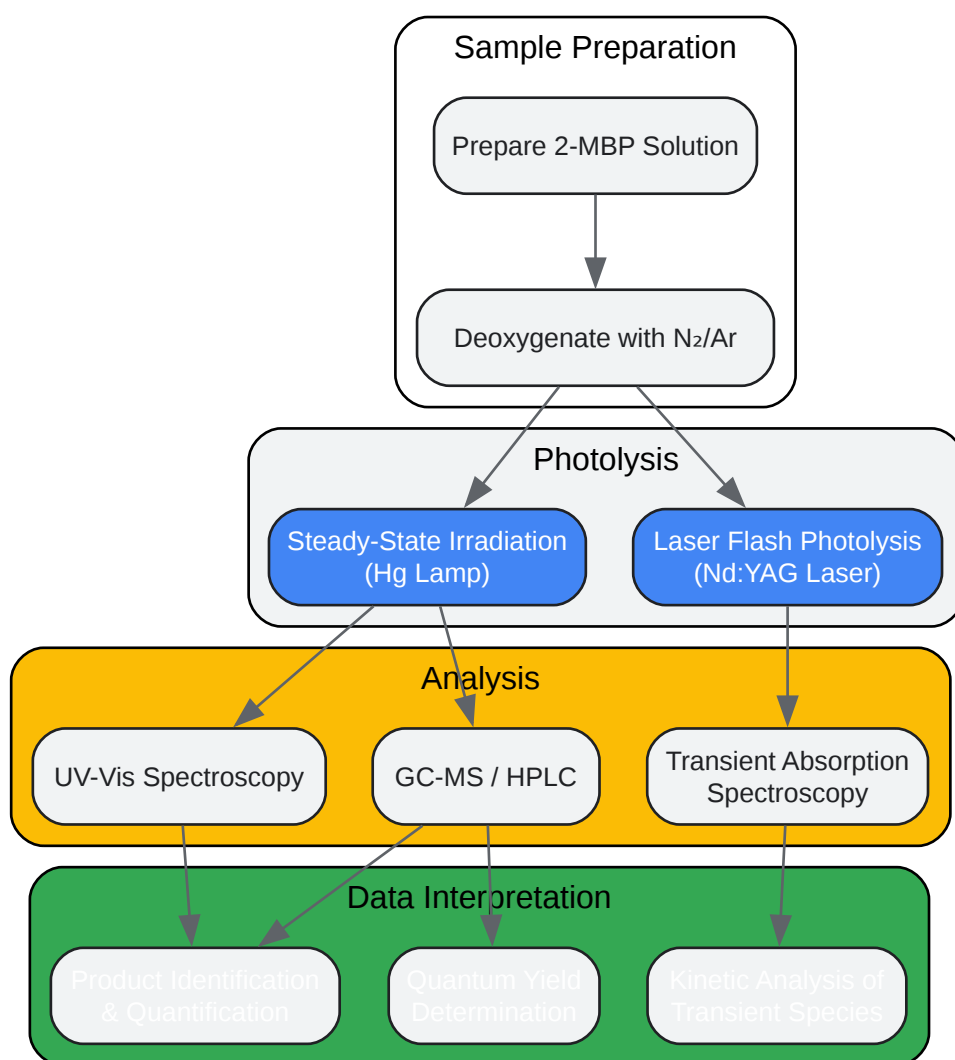 Sample Preparation
Prepare 2-MBP Solution
Deoxygenate with N₂/Ar
Photolysis
Steady-State Irradiation
(Hg Lamp)
Laser Flash Photolysis
(Nd:YAG Laser)
Analysis
UV-Vis Spectroscopy
GC-MS / HPLC
Transient Absorption
Spectroscopy
Data Interpretation
Product Identification
& Quantification
Quantum Yield
Determination
Kinetic Analysis of
Transient Species